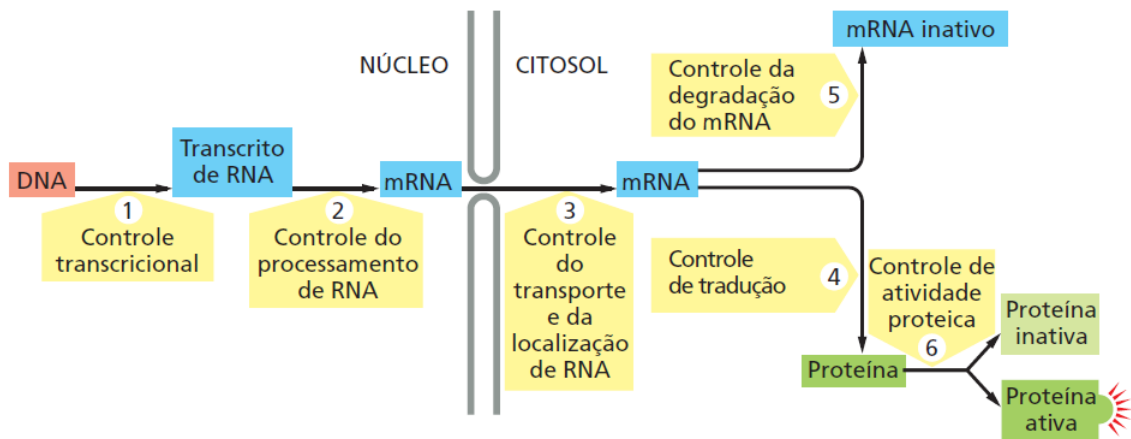 NÚCLEO
CITOSOL
DNA
1
Controle
transcricional
Transcrito
de RNA
2
Controle do
processamento
de RNA
mRNA
3
Controle
do
transporte
e da
localização
de RNA
mRNA
Controle da
degradação
do mRNA
5
mRNA inativo
Controle
de tradução
4
Proteína
Controle de
atividade
proteica
6
Proteína
inativa
Proteína
ativa